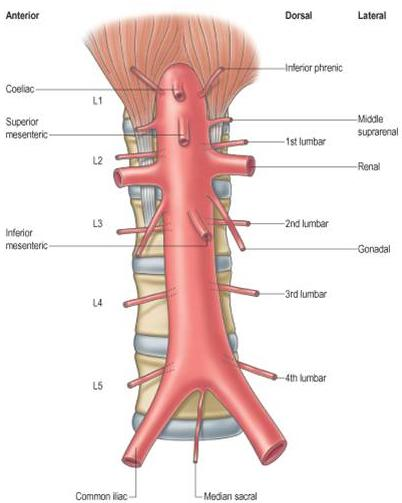 Anterior
Dorsal
Lateral
Inferior phrenic
Coeliac
L1
Superior
mesenteric
Middle
suprarenal
1st lumbar
L2
Renal
L3
2nd lumbar
Inferior
mesenteric
Gonadal
3rd lumbar
L4
4th lumbar
L5
Common iliac
Median sacral